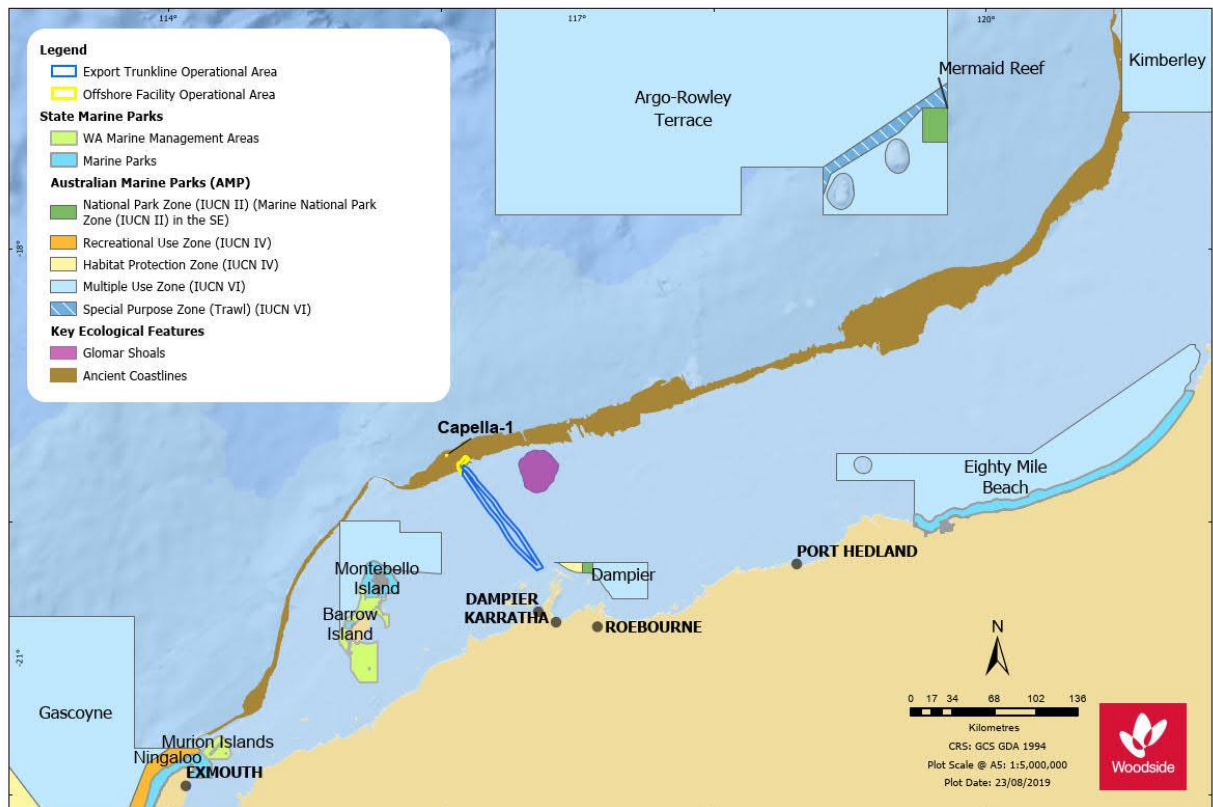 114°
117°
120°
Legend
Export Trunkline Operational Area
Offshore Facility Operational Area
State Marine Parks
WA Marine Management Areas
Marine Parks
Australian Marine Parks (AMP)
National Park Zone (IUCN II) (Marine National Park
Zone (IUCN II) in the SE)
Recreational Use Zone (IUCN IV)
Habitat Protection Zone (IUCN IV)
Multiple Use Zone (IUCN VI)
Special Purpose Zone (Trawl) (IUCN VI)
Key Ecological Features
Glomar Shoals
Ancient Coastlines
Argo-Rowley
Terrace
Mermaid Reef
Kimberley
-18°
Capella-1
Eighty Mile
Beach
PORT HEDLAND
Montebello
Island
Dampier
DAMPIER
KARRATHA
ROEBOURNE
Barrow
Island
-21°
Gascoyne
Murion Islands
Ningaloo
EXMOUTH
N
0 17 34 68 102 136
Kilometres
CRS: GCS GDA 1994
Plot Scale @ A5: 1:5,000,000
Plot Date: 23/08/2019
Woodside